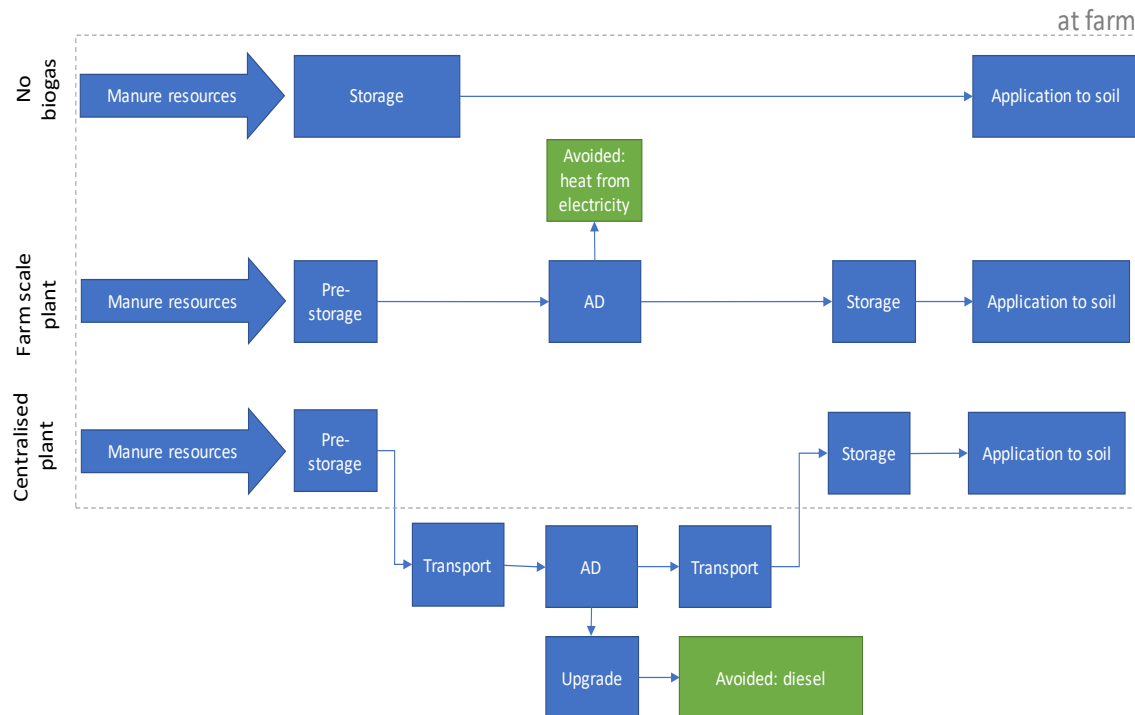 at farm
No
biogas
Manure resources
Storage
Application to soil
Avoided:
heat from
electricity
Farm scale
plant
Manure resources
Pre-
storage
AD
Storage
Application to soil
Centralised
plant
Manure resources
Pre-
storage
Storage
Application to soil
Transport
AD
Transport
Upgrade
Avoided: diesel